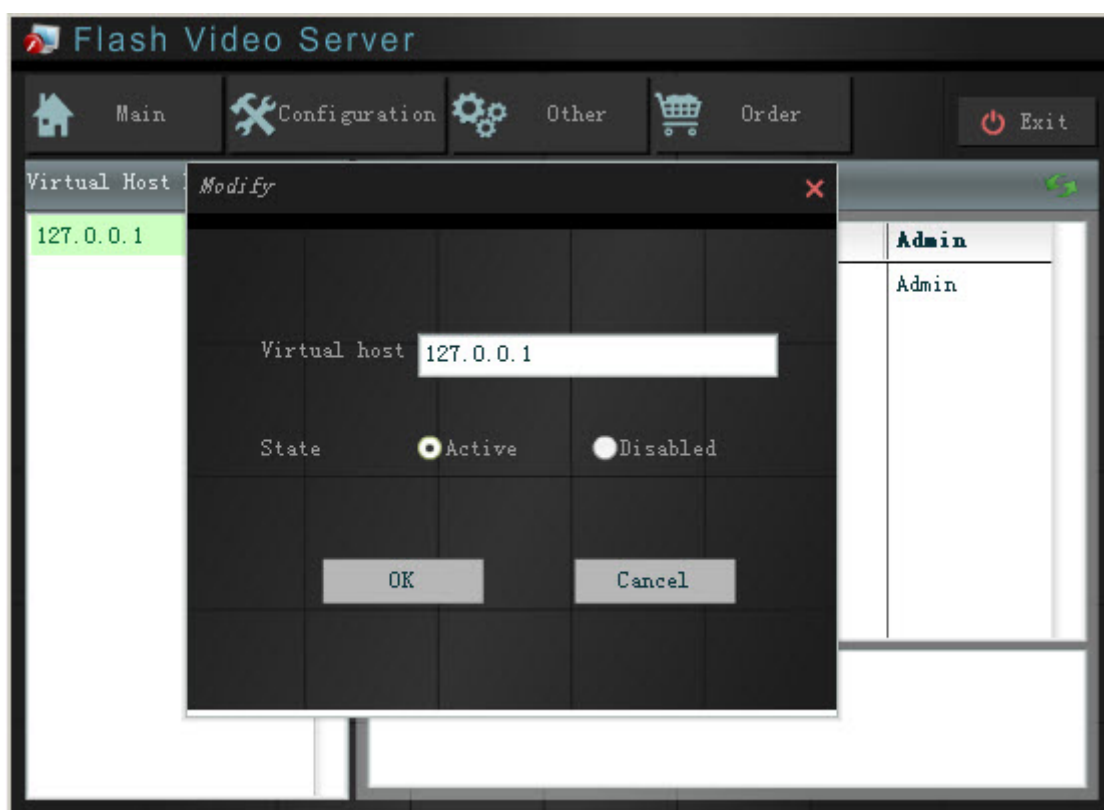 Flash Video Server
Main
Configuration
Other
Order
Exit
Virtual Host
Modify
127.0.0.1
Admin
Admin
Virtual host
127.0.0.1
State
Active
Disabled
OK
Cancel